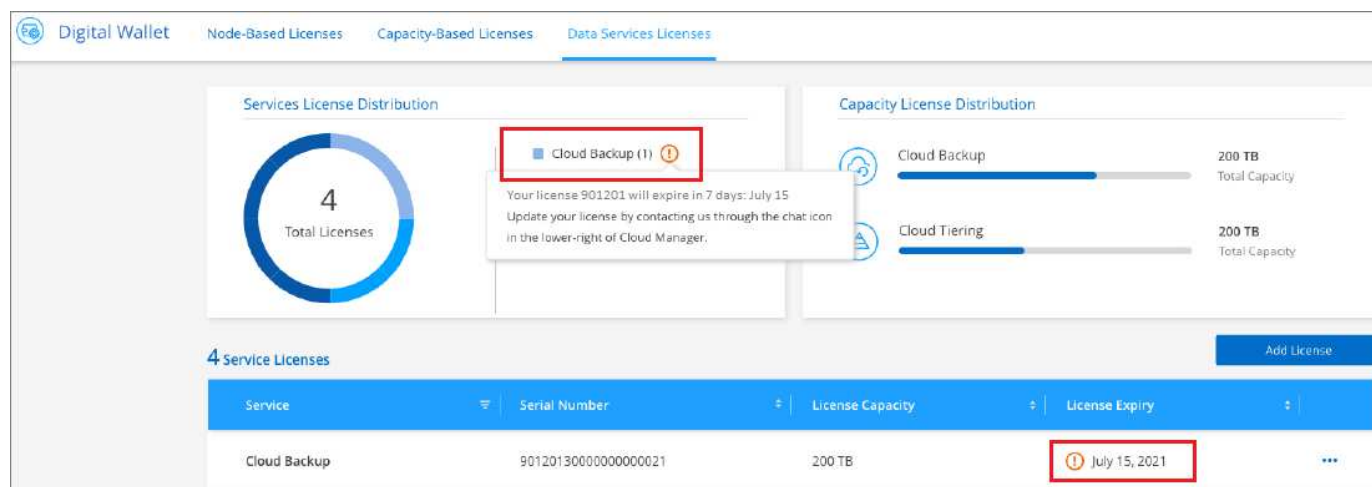 Digital Wallet
Node-Based Licenses
Capacity-Based Licenses
Data Services Licenses
Services License Distribution
4
Total Licenses
Cloud Backup (1)
Your license 901201 will expire in 7 days: July 15
Update your license by contacting us through the chat icon
in the lower-right of Cloud Manager.
Capacity License Distribution
Cloud Backup
200 TB
Total Capacity
Cloud Tiering
200 TB
Total Capacity
4 Service Licenses
Add License
Service
Serial Number
License Capacity
License Expiry
Cloud Backup
90120130000000000021
200 TB
July 15, 2021